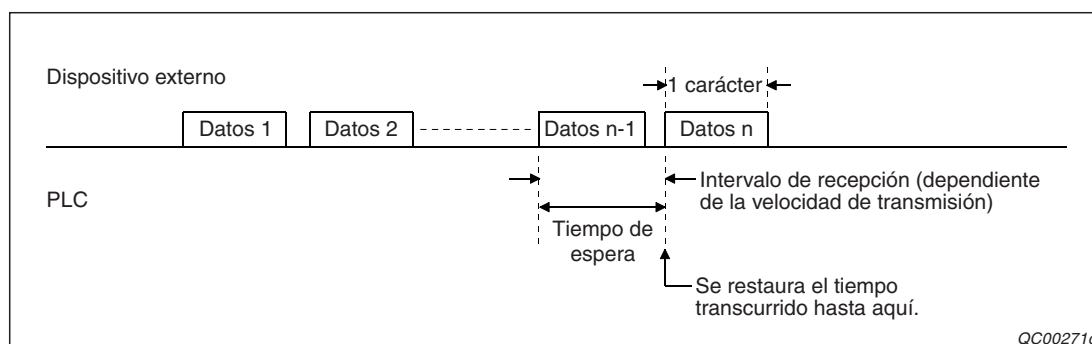 Dispositivo externo
1 carácter
Datos 1
Datos 2
Datos n-1
Datos n
PLC
Intervalo de recepción (dependiente
de la velocidad de transmisión)
Tiempo de
espera
Se restaura el tiempo
transcurrido hasta aquí.